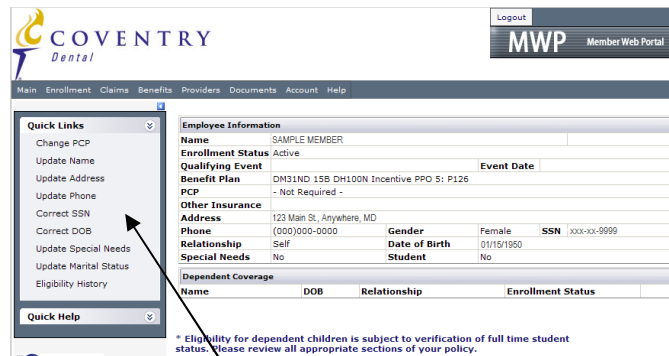 Logout
COVENTRY
Dental
MWP Member Web Portal
Main Enrollment Claims Benefits Providers Documents Account Help
Quick Links
Change PCP
Update Name
Update Address
Update Phone
Correct SSN
Correct DOB
Update Special Needs
Update Marital Status
Eligibility History
Quick Help
Employee Information
Name SAMPLE MEMBER
Enrollment Status Active
Qualifying Event Event Date
Benefit Plan DM31ND 15B DH100N Incentive PPO 5: P126
PCP - Not Required -
Other Insurance
Address 123 Main St., Anywhere, MD
Phone (000)000-0000 Gender Female SSN xxx-xx-9999
Relationship Self Date of Birth 01/15/1950
Special Needs No Student No
Dependent Coverage
Name DOB Relationship Enrollment Status
* Eligibility for dependent children is subject to verification of full time student
status. Please review all appropriate sections of your policy.